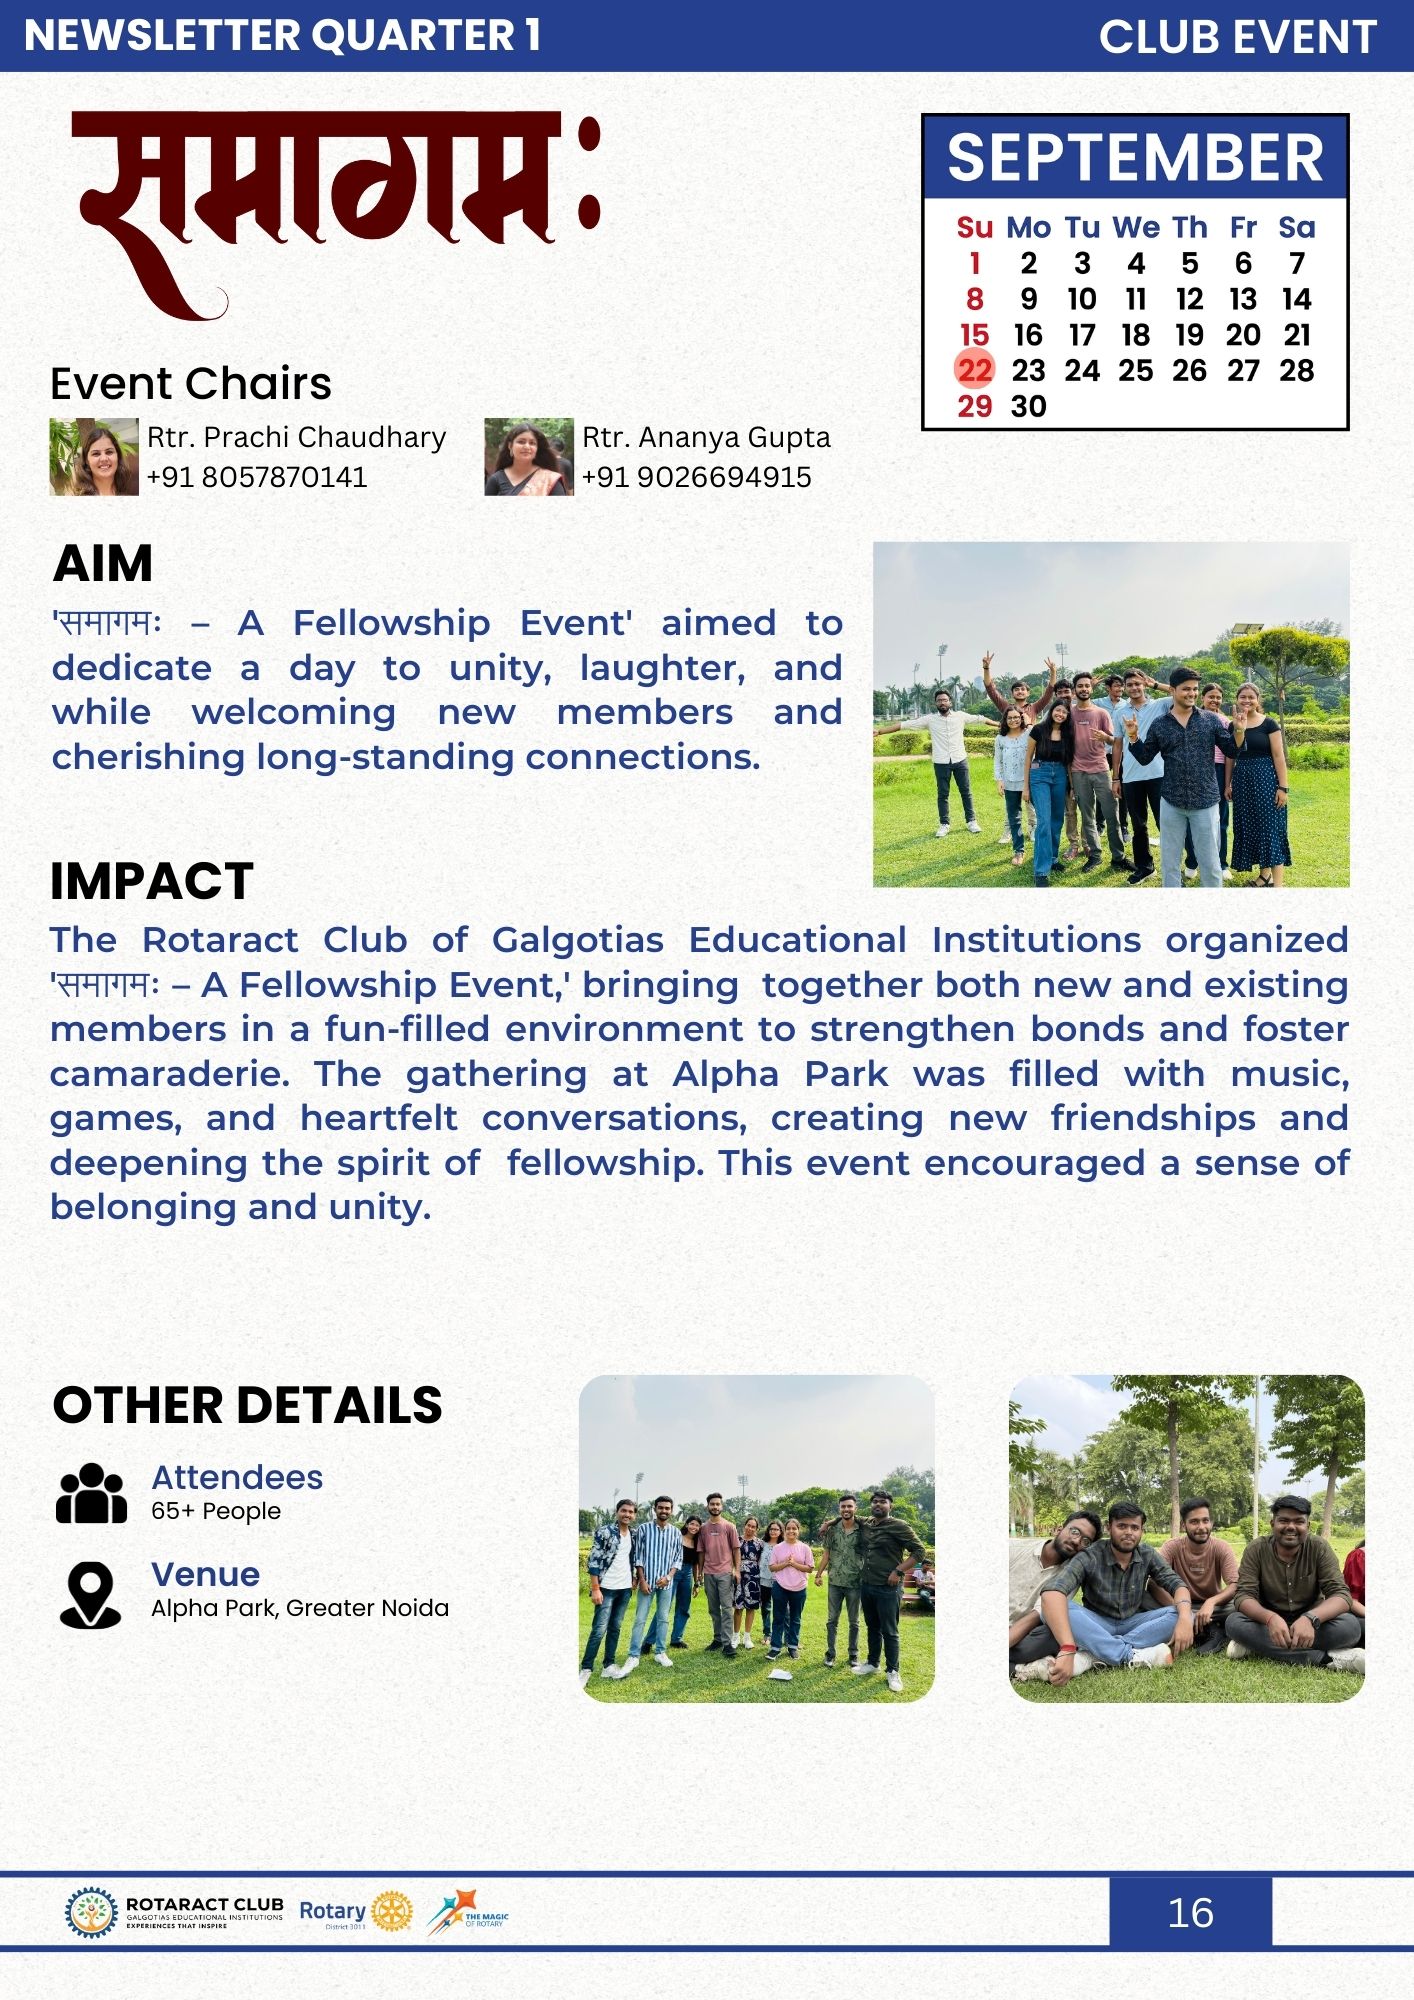 NEWSLETTER QUARTER 1
CLUB EVENT
समागमः
SEPTEMBER
Su Mo Tu We Th Fr Sa
1 2 3 4 5 6 7
8 9 10 11 12 13 14
15 16 17 18 19 20 21
22 23 24 25 26 27 28
29 30
Event Chairs
Rtr. Prachi Chaudhary
+91 8057870141
Rtr. Ananya Gupta
+91 9026694915
AIM
'समागमः – A Fellowship Event' aimed to
dedicate a day to unity, laughter, and
while welcoming new members and
cherishing long-standing connections.
IMPACT
The Rotaract Club of Galgotias Educational Institutions organized
'समागमः – A Fellowship Event,' bringing together both new and existing
members in a fun-filled environment to strengthen bonds and foster
camaraderie. The gathering at Alpha Park was filled with music,
games, and heartfelt conversations, creating new friendships and
deepening the spirit of fellowship. This event encouraged a sense of
belonging and unity.
OTHER DETAILS
Attendees
65+ People
Venue
Alpha Park, Greater Noida
ROTARACT CLUB
GALGOTIAS EDUCATIONAL INSTITUTIONS
EXPERIENCES THAT INSPIRE
Rotary
District 3011
THE MAGIC
OF ROTARY
16